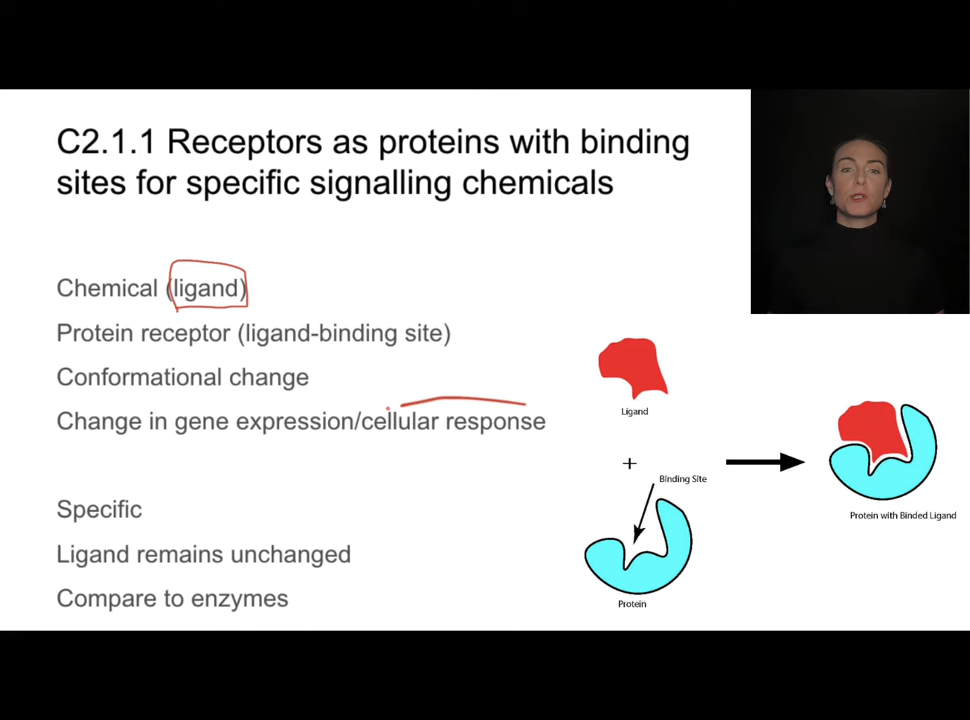 C2.1.1 Receptors as proteins with binding
sites for specific signalling chemicals
Chemical (ligand)
Protein receptor (ligand-binding site)
Conformational change
Change in gene expression/cellular response
Specific
Ligand remains unchanged
Compare to enzymes
Ligand
+
Binding Site
Protein
Protein with Binded Ligand